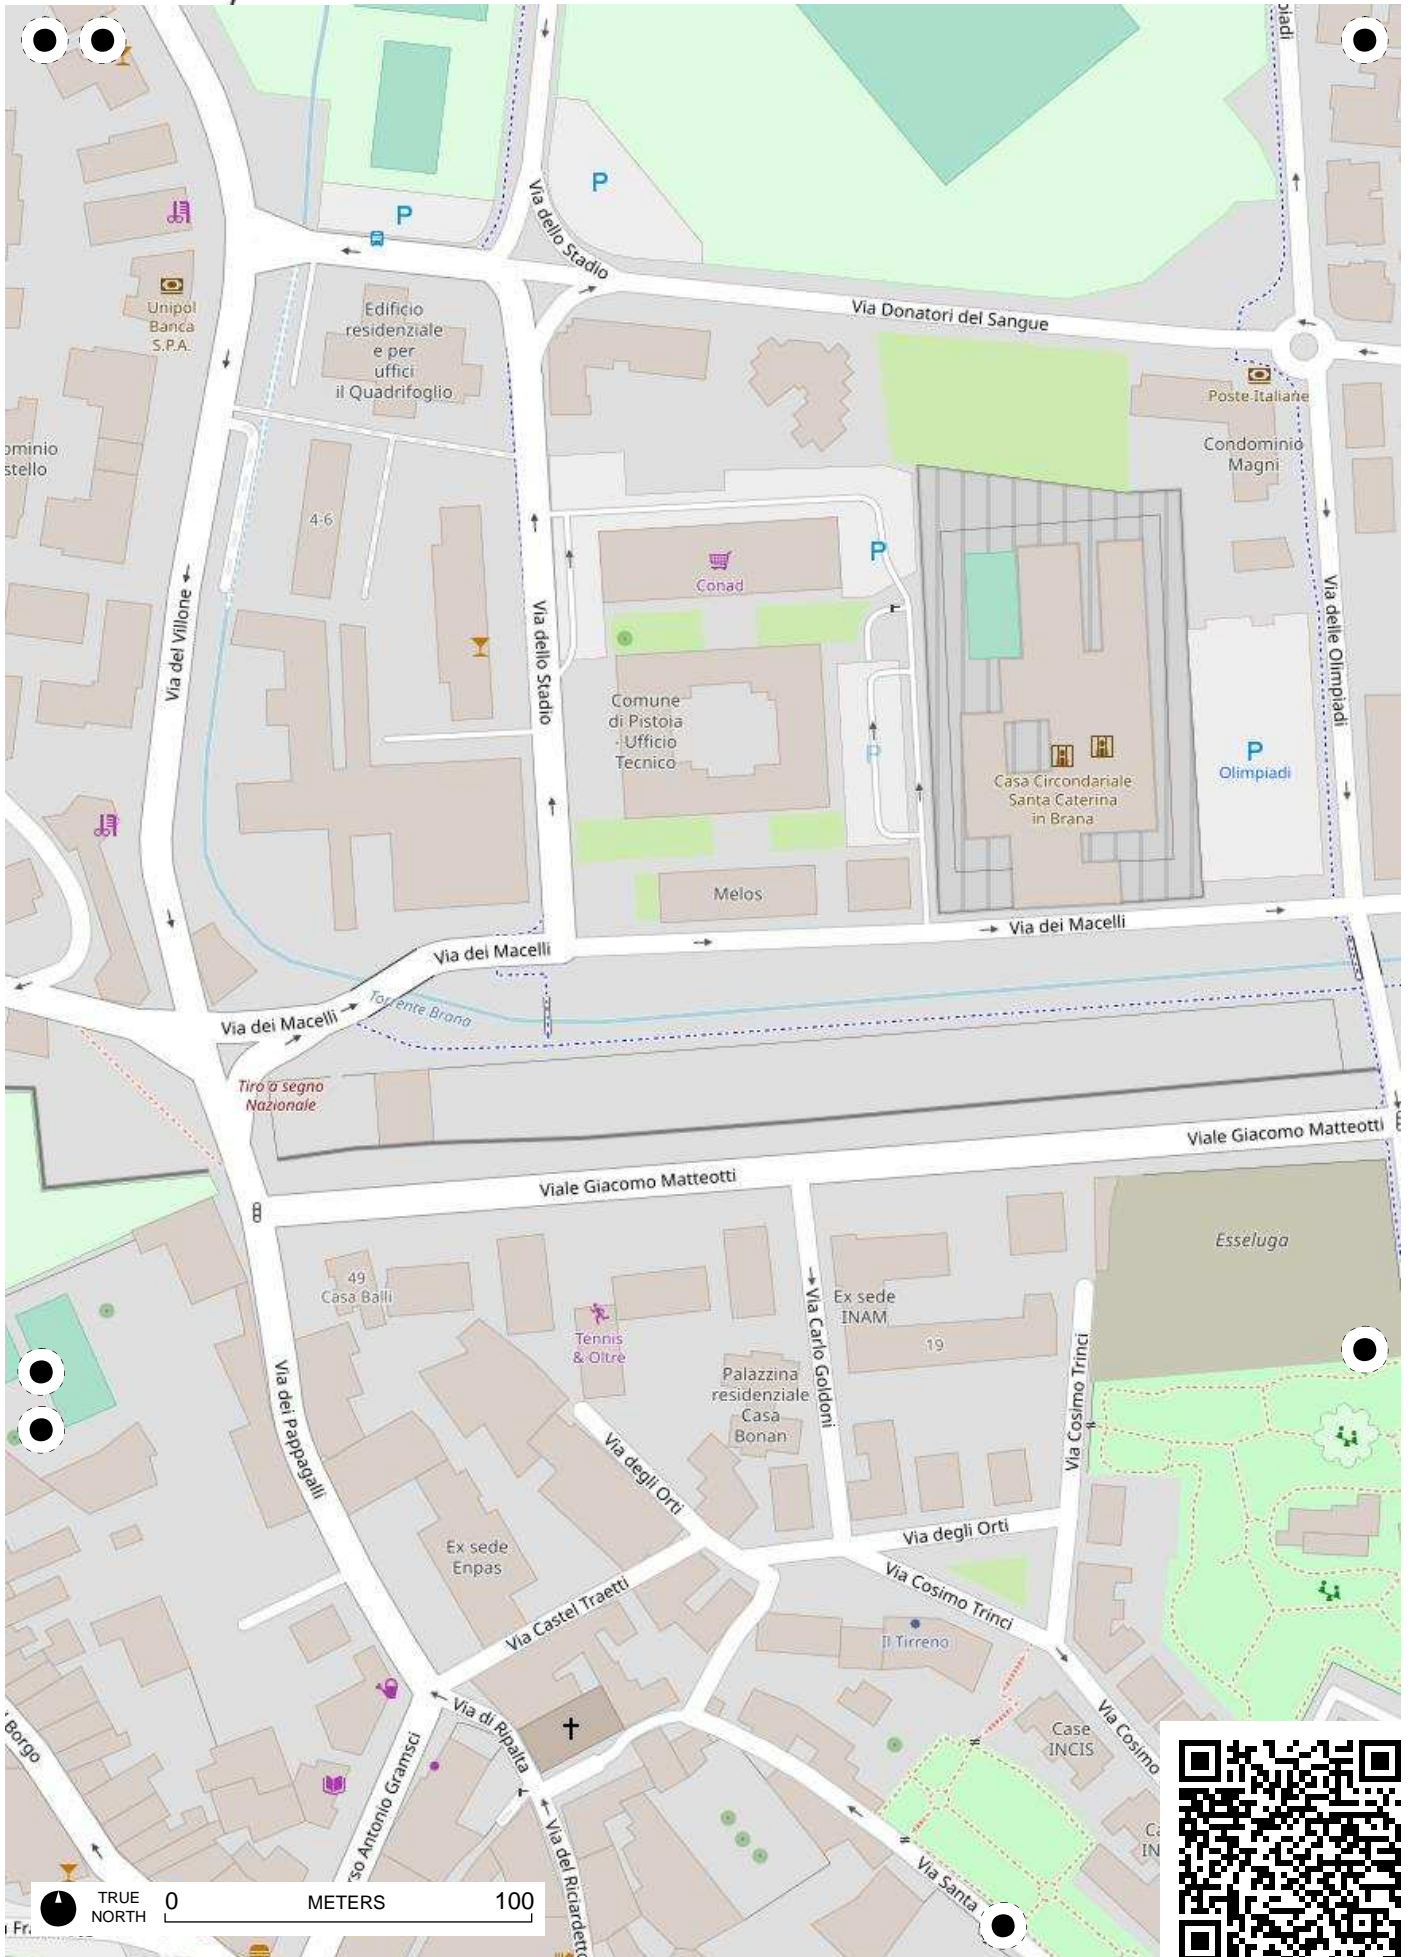 piadi
P
P
Via dello Stadio
Via Donatori del Sangue
Unipol
Banca
S.P.A.
Edificio
residenziale
e per
uffici
il Quadrifoglio
Poste Italiane
Condominio
Magni
ominio
stello
4-6
P
Conad
Via del Villone
Via dello Stadio
Via delle Olimpiadi
Comune
di Pistoia
- Ufficio
Tecnico
P
P
Olimpiadi
Casa Circondariale
Santa Caterina
in Brana
Melos
Via dei Macelli
Via dei Macelli
Torrente Brana
Via dei Macelli
Tiro a segno
Nazionale
Viale Giacomo Matteotti
Viale Giacomo Matteotti
Esseluga
49
Casa Balli
Ex sede
INAM
Via Carlo Goldoni
Tennis
& Oltre
19
Via Cosimo Trinci
Palazzina
residenziale
Casa
Bonan
Via dei Pappagalli
Via degli Orti
Via degli Orti
Ex sede
Enpas
Via Castel Traetti
Via Cosimo Trinci
Il Tirreno
Via di Ripalta
Case
INCIS
Via Cosimo
Borgo
rso Antonio Gramsci
Via del Ricciardetto
Ca
IN
Via Santa
TRUE
NORTH
0 METERS 100